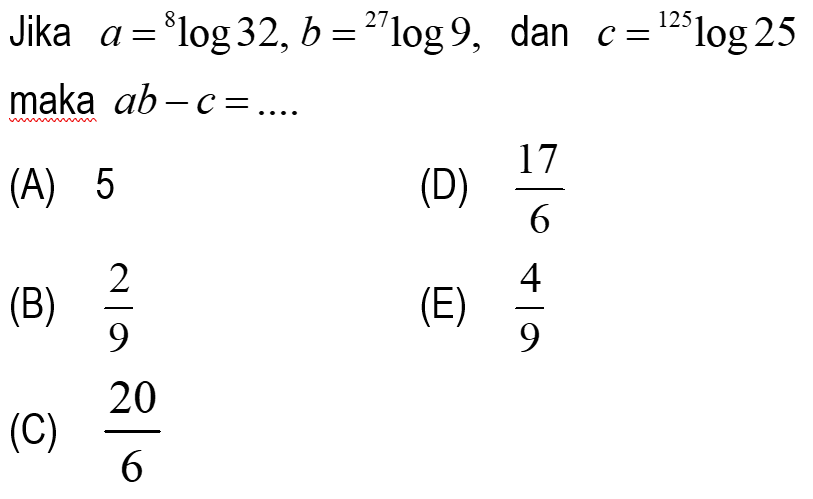 Jika a = ⁸log 32, b = ²⁷log 9, dan c = ¹²⁵log 25
maka ab – c = ....
(A) 5
(D) 17/6
(B) 2/9
(E) 4/9
(C) 20/6